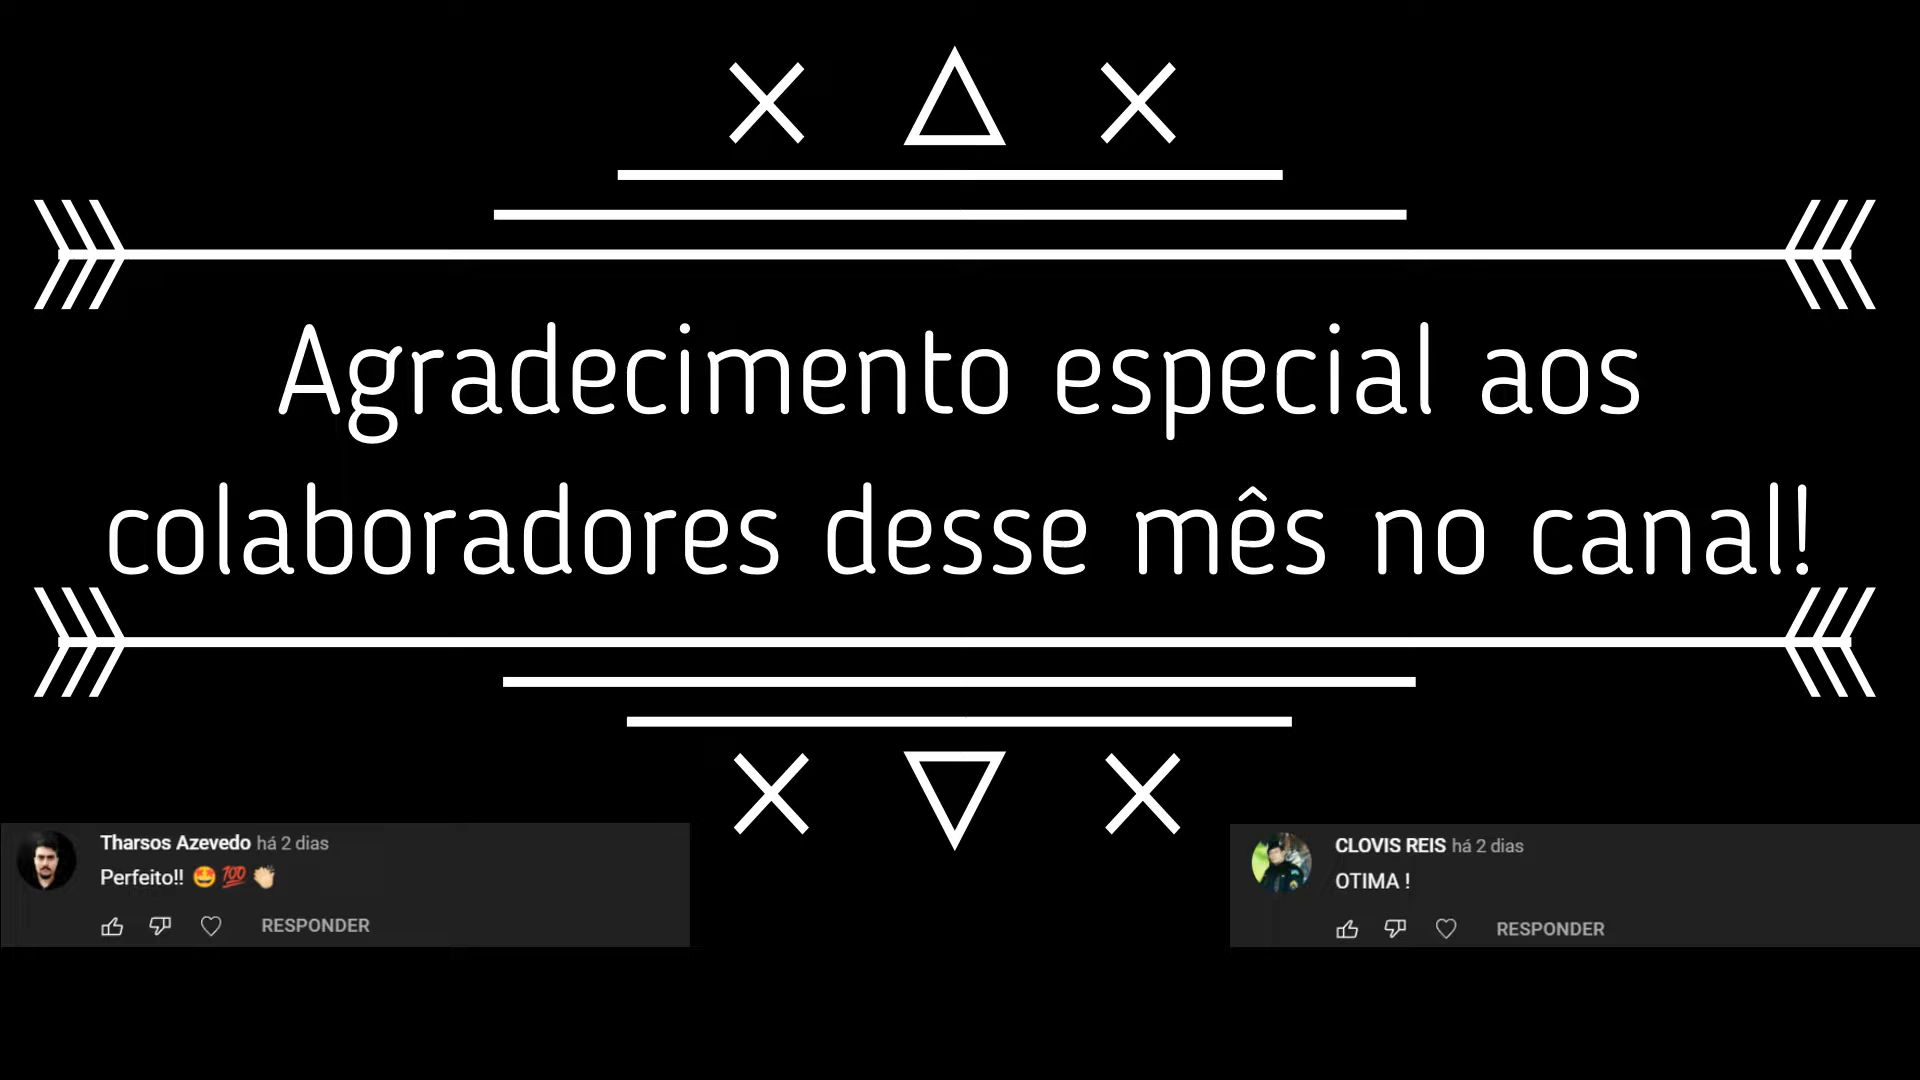 Agradecimento especial aos
colaboradores desse mês no canal!
Tharsos Azevedo há 2 dias
Perfeito!! 🤩 💯 👏🏻
RESPONDER
CLOVIS REIS há 2 dias
OTIMA !
RESPONDER